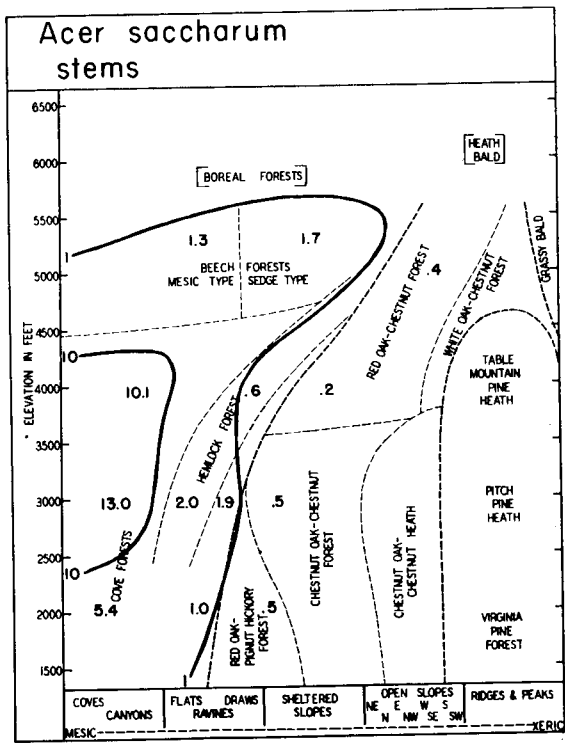 Acer saccharum
stems
6500
6000
[HEATH
BALD]
[BOREAL FORESTS]
5500
1.3
1.7
1
BEECH FORESTS
MESIC TYPE SEDGE TYPE
5000
.4
RED OAK-CHESTNUT FOREST
WHITE OAK-CHESTNUT
FOREST
GRASSY BALD
4500
10
ELEVATION IN FEET
4000
10.1
.6
.2
TABLE
MOUNTAIN
PINE
HEATH
3500
HEMLOCK FOREST
3000
13.0
2.0
1.9
.5
PITCH
PINE
HEATH
CHESTNUT OAK-CHESTNUT
FOREST
CHESTNUT OAK-
CHESTNUT HEATH
2500
10
COVE FORESTS
2000
5.4
1.0
.5
RED OAK-
PIGNUT HICKORY
FOREST
VIRGINIA
PINE
FOREST
1500
1
COVES
CANYONS
FLATS DRAWS
RAVINES
SHELTERED
SLOPES
OPEN SLOPES
NE E W S
N NW SE SW
RIDGES & PEAKS
MESIC
XERIC